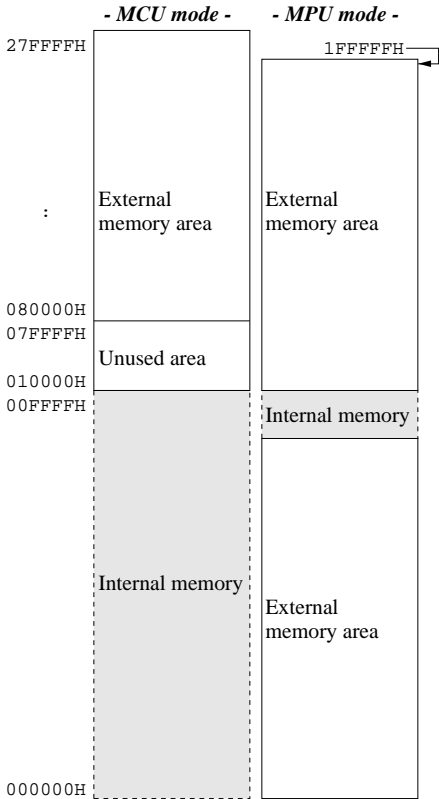 - MCU mode -
- MPU mode -
27FFFFH
1FFFFFH
:
External
memory area
External
memory area
080000H
07FFFFH
Unused area
010000H
00FFFFH
Internal memory
Internal memory
External
memory area
000000H